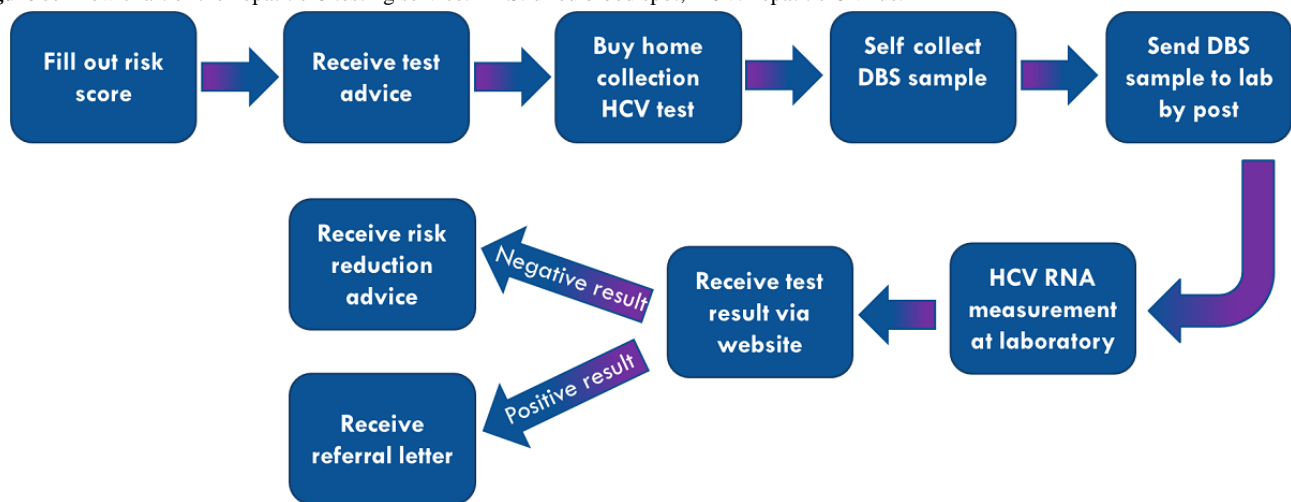 Fill out risk
score
Receive test
advice
Buy home
collection
HCV test
Self collect
DBS sample
Send DBS
sample to lab
by post
HCV RNA
measurement
at laboratory
Receive test
result via
website
Negative result
Receive risk
reduction
advice
Positive result
Receive
referral letter